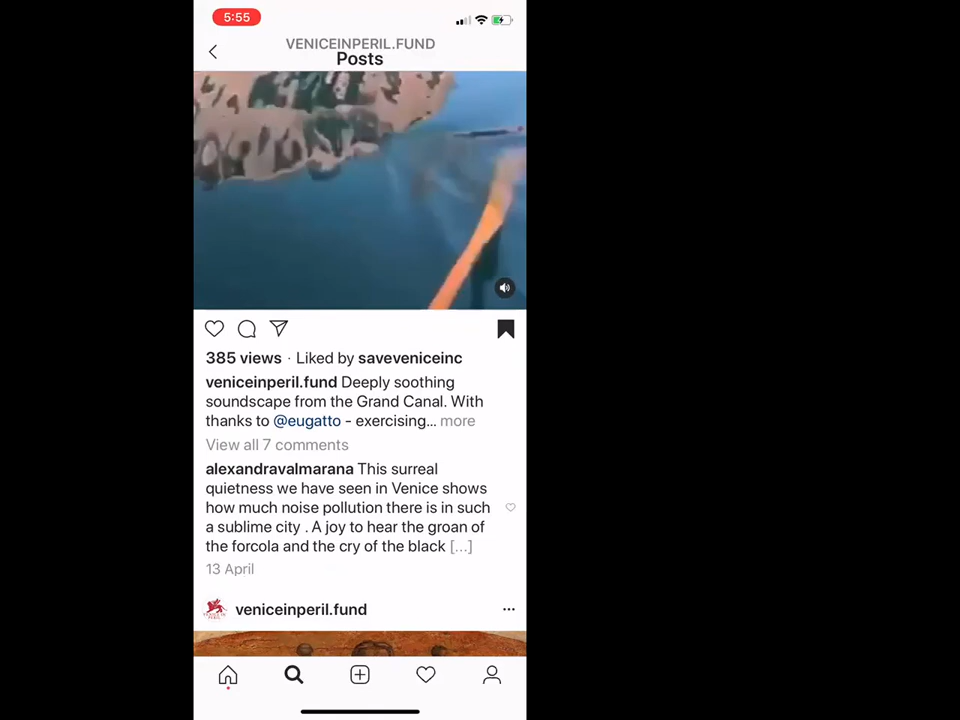 5:55
VENICEINPERIL.FUND
Posts
385 views · Liked by saveveniceinc
veniceinperil.fund Deeply soothing
soundscape from the Grand Canal. With
thanks to @eugatto - exercising... more
View all 7 comments
alexandravalmarana This surreal
quietness we have seen in Venice shows
how much noise pollution there is in such
a sublime city . A joy to hear the groan of
the forcola and the cry of the black [...]
13 April
veniceinperil.fund